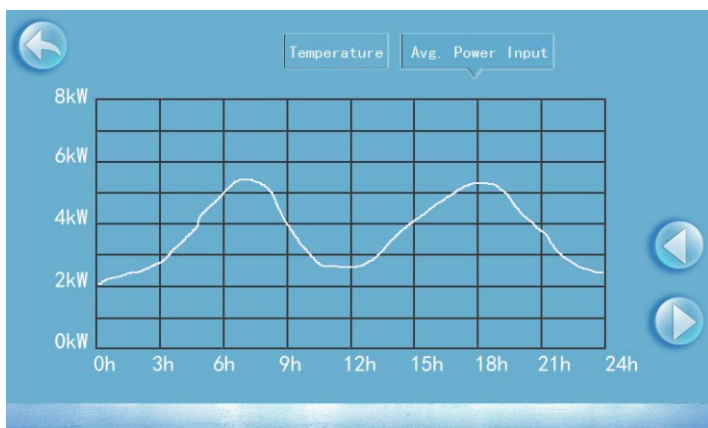 Temperature
Avg. Power Input
8kW
6kW
4kW
2kW
0kW
0h 3h 6h 9h 12h 15h 18h 21h 24h